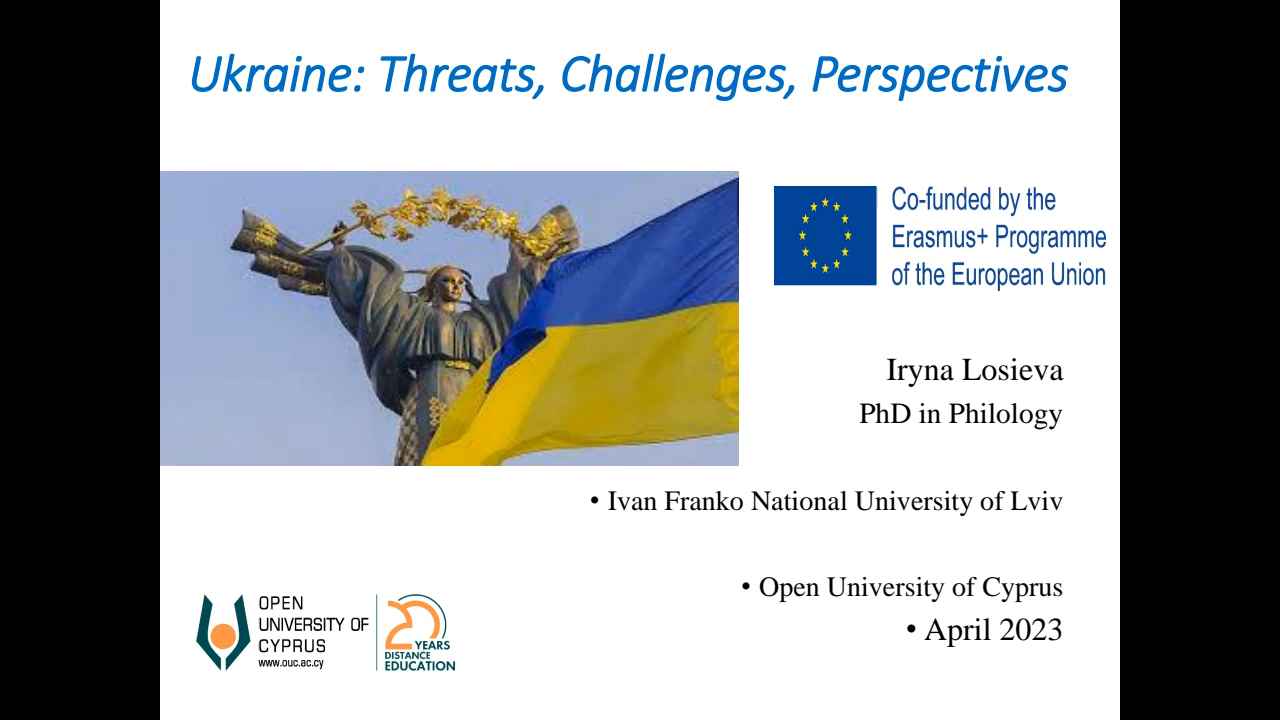 Ukraine: Threats, Challenges, Perspectives
Co-funded by the
Erasmus+ Programme
of the European Union
Iryna Losieva
PhD in Philology
• Ivan Franko National University of Lviv
• Open University of Cyprus
• April 2023
OPEN
UNIVERSITY OF
CYPRUS
www.ouc.ac.cy
20
YEARS
DISTANCE
EDUCATION